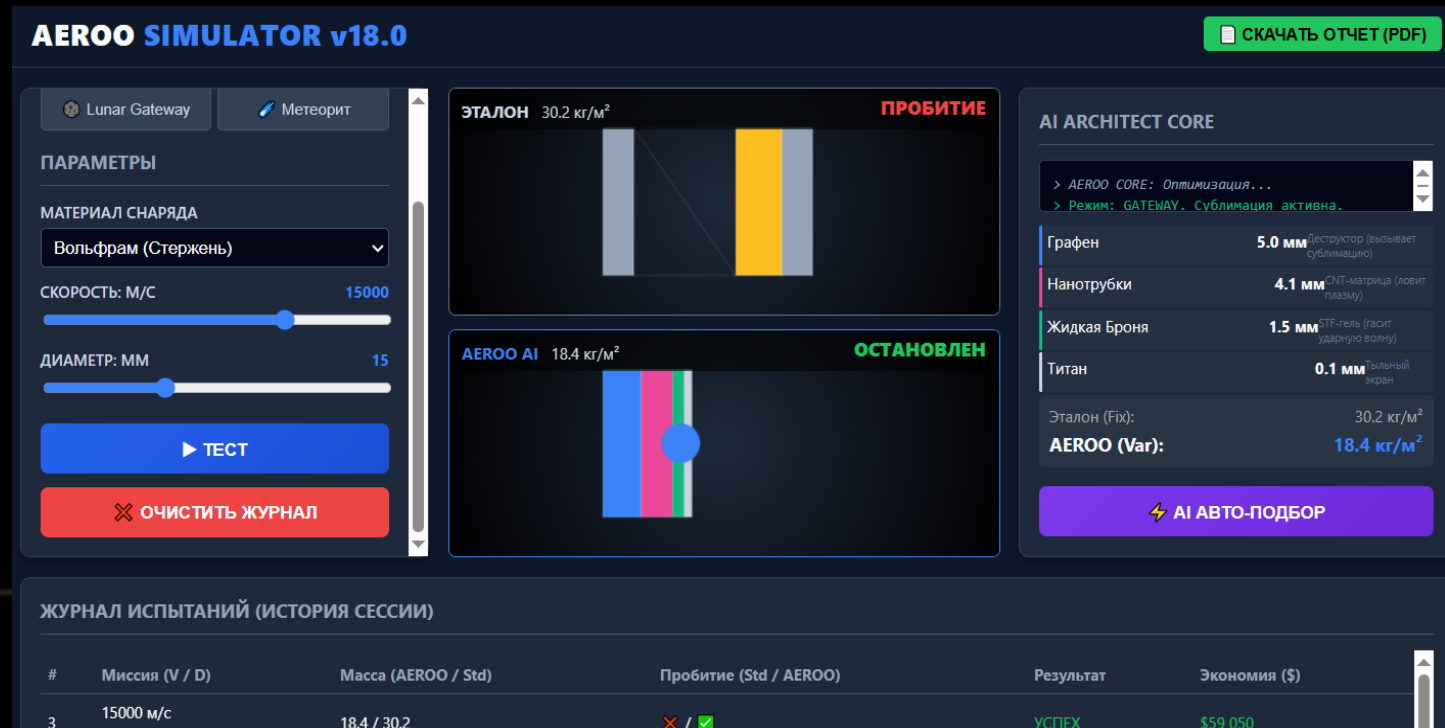 AEROO SIMULATOR v18.0
СКАЧАТЬ ОТЧЕТ (PDF)
Lunar Gateway
Метеорит
ПАРАМЕТРЫ
МАТЕРИАЛ СНАРЯДА
Вольфрам (Стержень)
СКОРОСТЬ: М/С 15000
ДИАМЕТР: ММ 15
ТЕСТ
ОЧИСТИТЬ ЖУРНАЛ
ЭТАЛОН 30.2 кг/м²
ПРОБИТИЕ
AEROO AI 18.4 кг/м²
ОСТАНОВЛЕН
AI ARCHITECT CORE
> AEROO CORE: Оптимизация...
> Режим: GATEWAY. Сублимация активна.
Графен 5.0 мм Деструктор (вызывает
сублимацию)
Нанотрубки 4.1 мм CNT-матрица (ловит
плазму)
Жидкая Броня 1.5 мм STF-гель (гасит
ударную волну)
Титан 0.1 мм Тыльный
экран
Эталон (Fix): 30.2 кг/м²
AEROO (Var): 18.4 кг/м²
AI АВТО-ПОДБОР
ЖУРНАЛ ИСПЫТАНИЙ (ИСТОРИЯ СЕССИИ)
# Миссия (V / D) Масса (AEROO / Std) Пробитие (Std / AEROO) Результат Экономия ($)
3 15000 м/с 18.4 / 30.2 ❌ / ✅ УСПЕХ $59 050